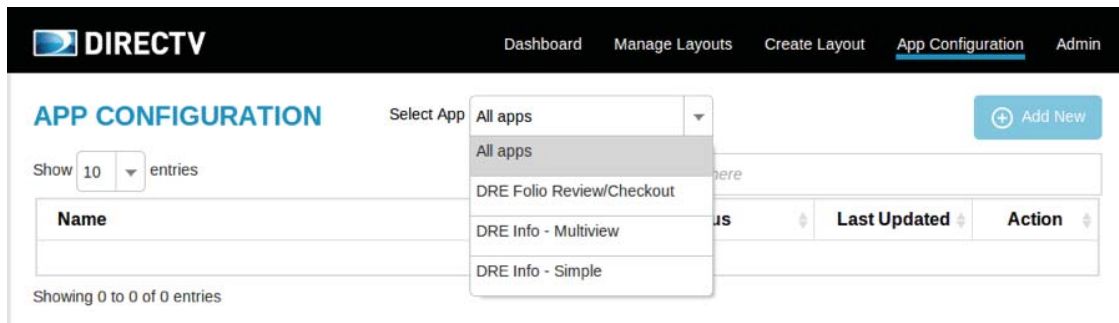 DIRECTV
Dashboard Manage Layouts Create Layout App Configuration Admin
APP CONFIGURATION
Select App All apps
Add New
All apps
Show 10 entries
here
DRE Folio Review/Checkout
Name
us Last Updated Action
DRE Info - Multiview
DRE Info - Simple
Showing 0 to 0 of 0 entries